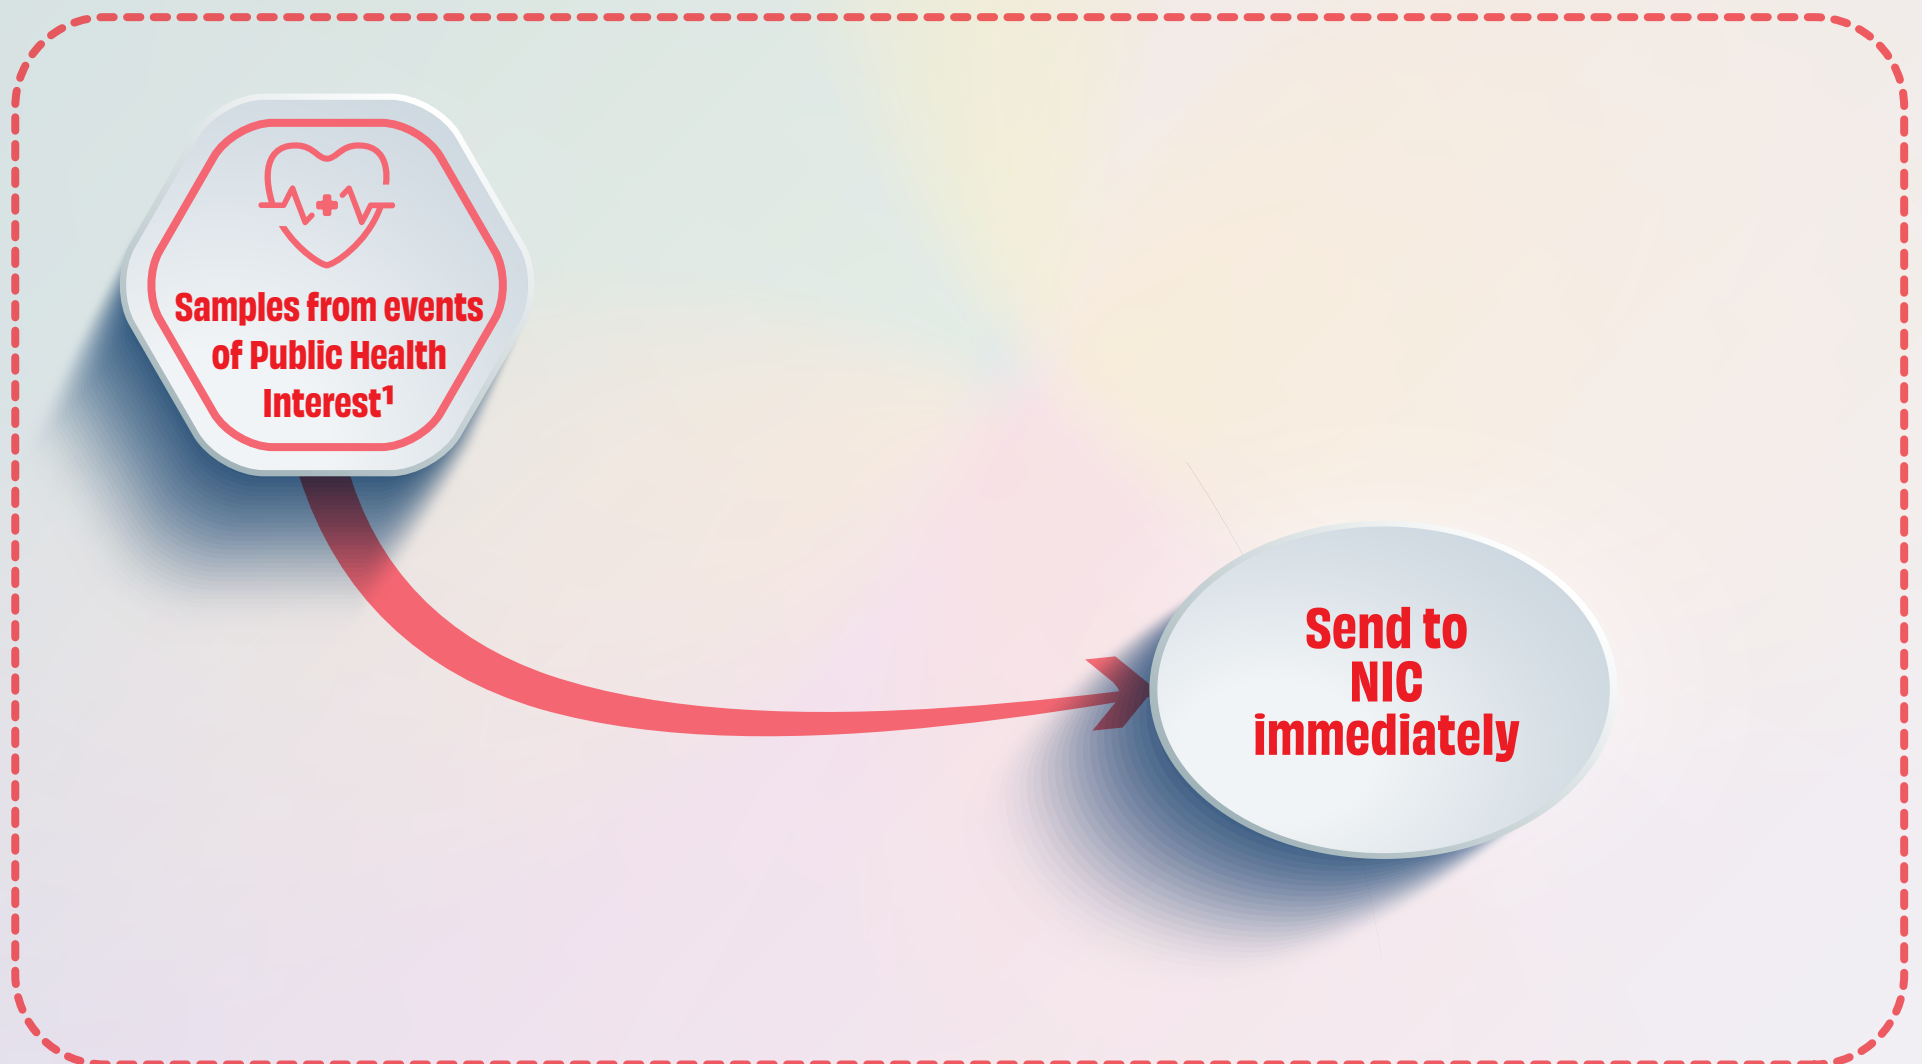 Samples from events
of Public Health
Interest¹
Send to
NIC
immediately